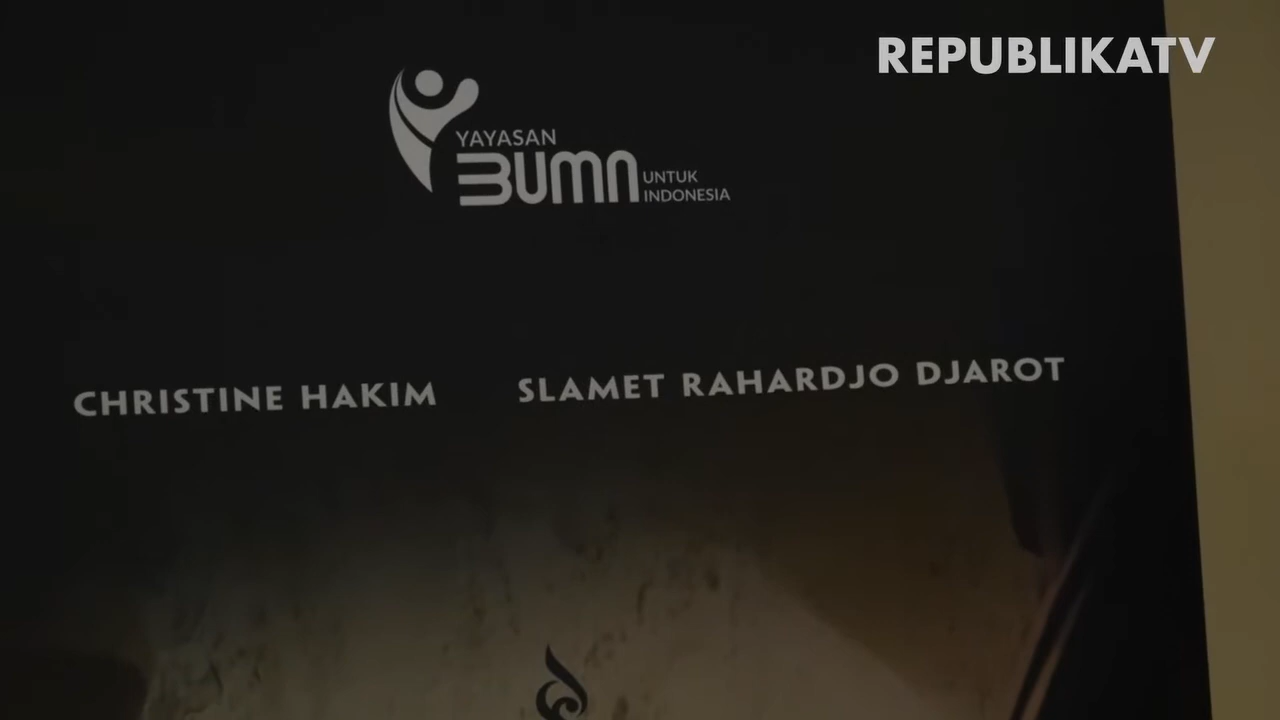 REPUBLIKATV
YAYASAN
BUMN UNTUK
INDONESIA
CHRISTINE HAKIM SLAMET RAHARDJO DJAROT